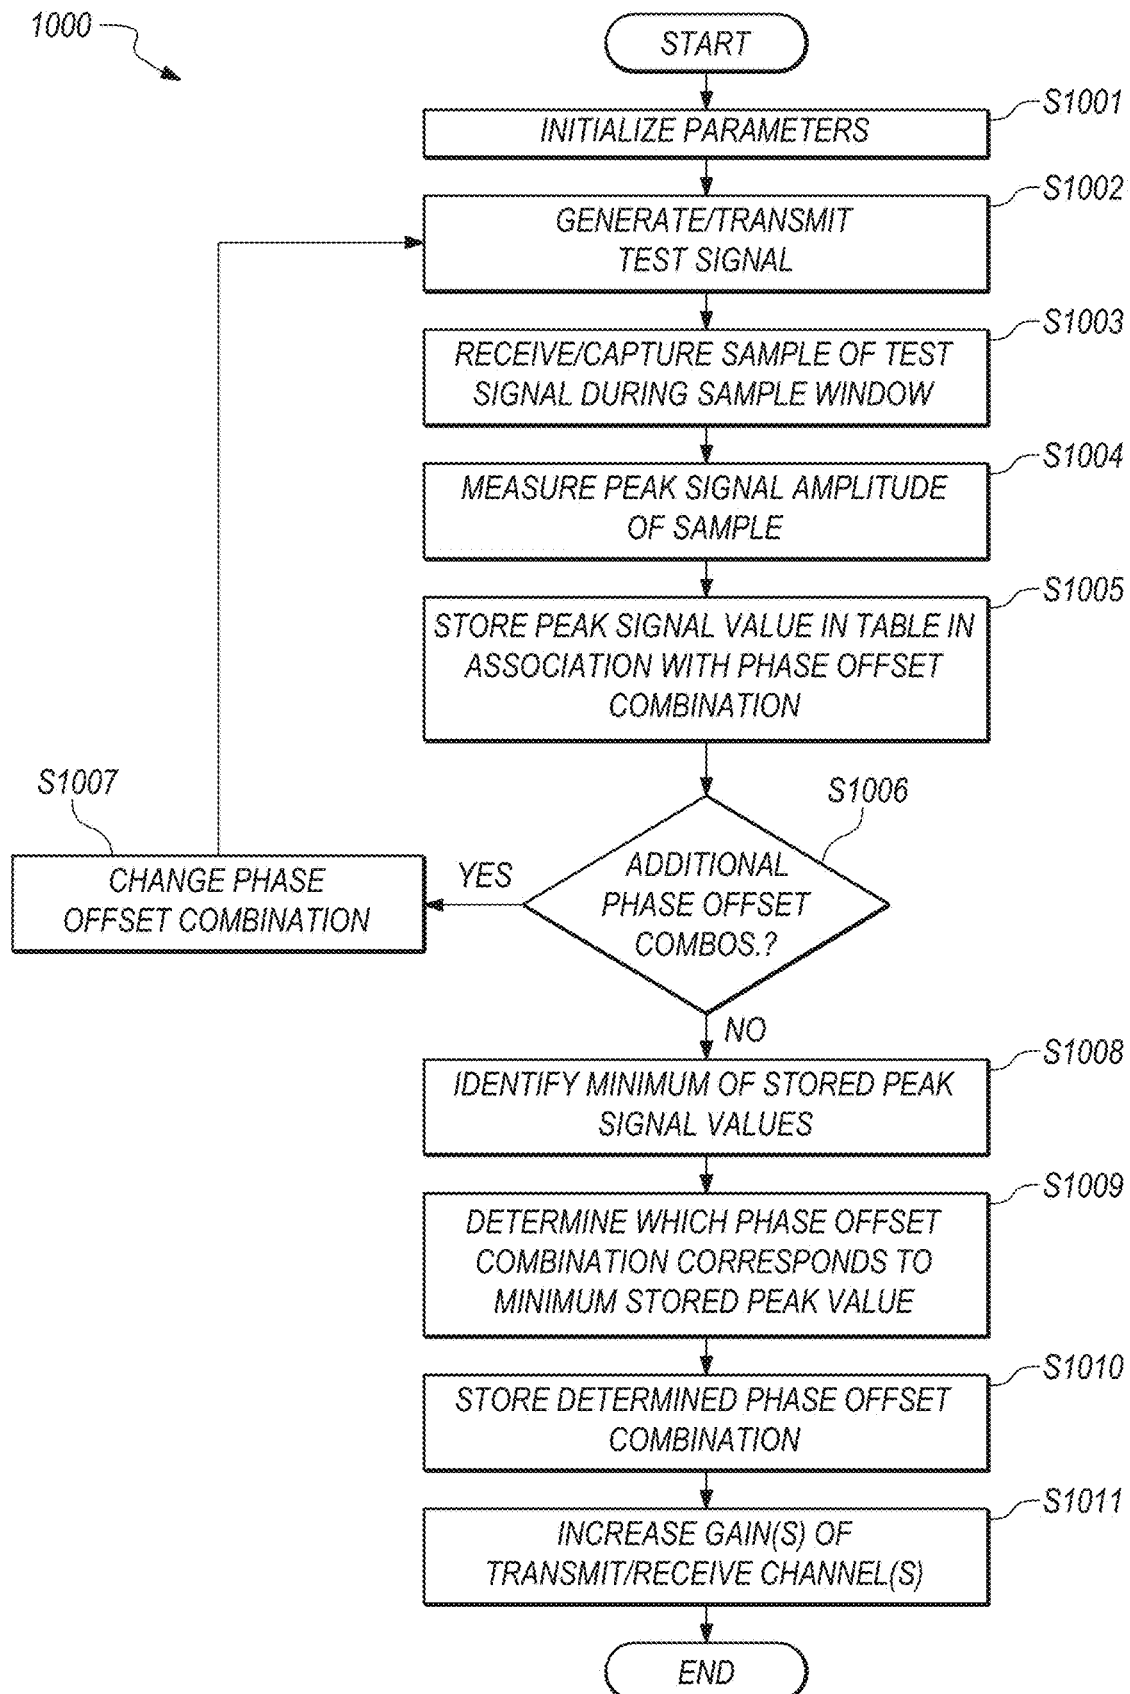 1000
START
S1001
INITIALIZE PARAMETERS
S1002
GENERATE/TRANSMIT
TEST SIGNAL
S1003
RECEIVE/CAPTURE SAMPLE OF TEST
SIGNAL DURING SAMPLE WINDOW
S1004
MEASURE PEAK SIGNAL AMPLITUDE
OF SAMPLE
S1005
STORE PEAK SIGNAL VALUE IN TABLE IN
ASSOCIATION WITH PHASE OFFSET
COMBINATION
S1006
ADDITIONAL
PHASE OFFSET
COMBOS.?
YES
S1007
CHANGE PHASE
OFFSET COMBINATION
NO
S1008
IDENTIFY MINIMUM OF STORED PEAK
SIGNAL VALUES
S1009
DETERMINE WHICH PHASE OFFSET
COMBINATION CORRESPONDS TO
MINIMUM STORED PEAK VALUE
S1010
STORE DETERMINED PHASE OFFSET
COMBINATION
S1011
INCREASE GAIN(S) OF
TRANSMIT/RECEIVE CHANNEL(S)
END